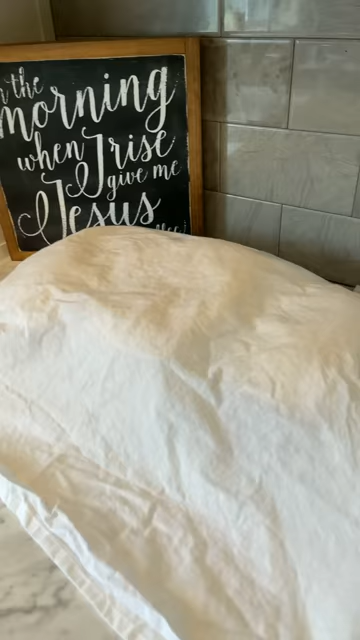 n the
morning
when I rise
give me
Jesus